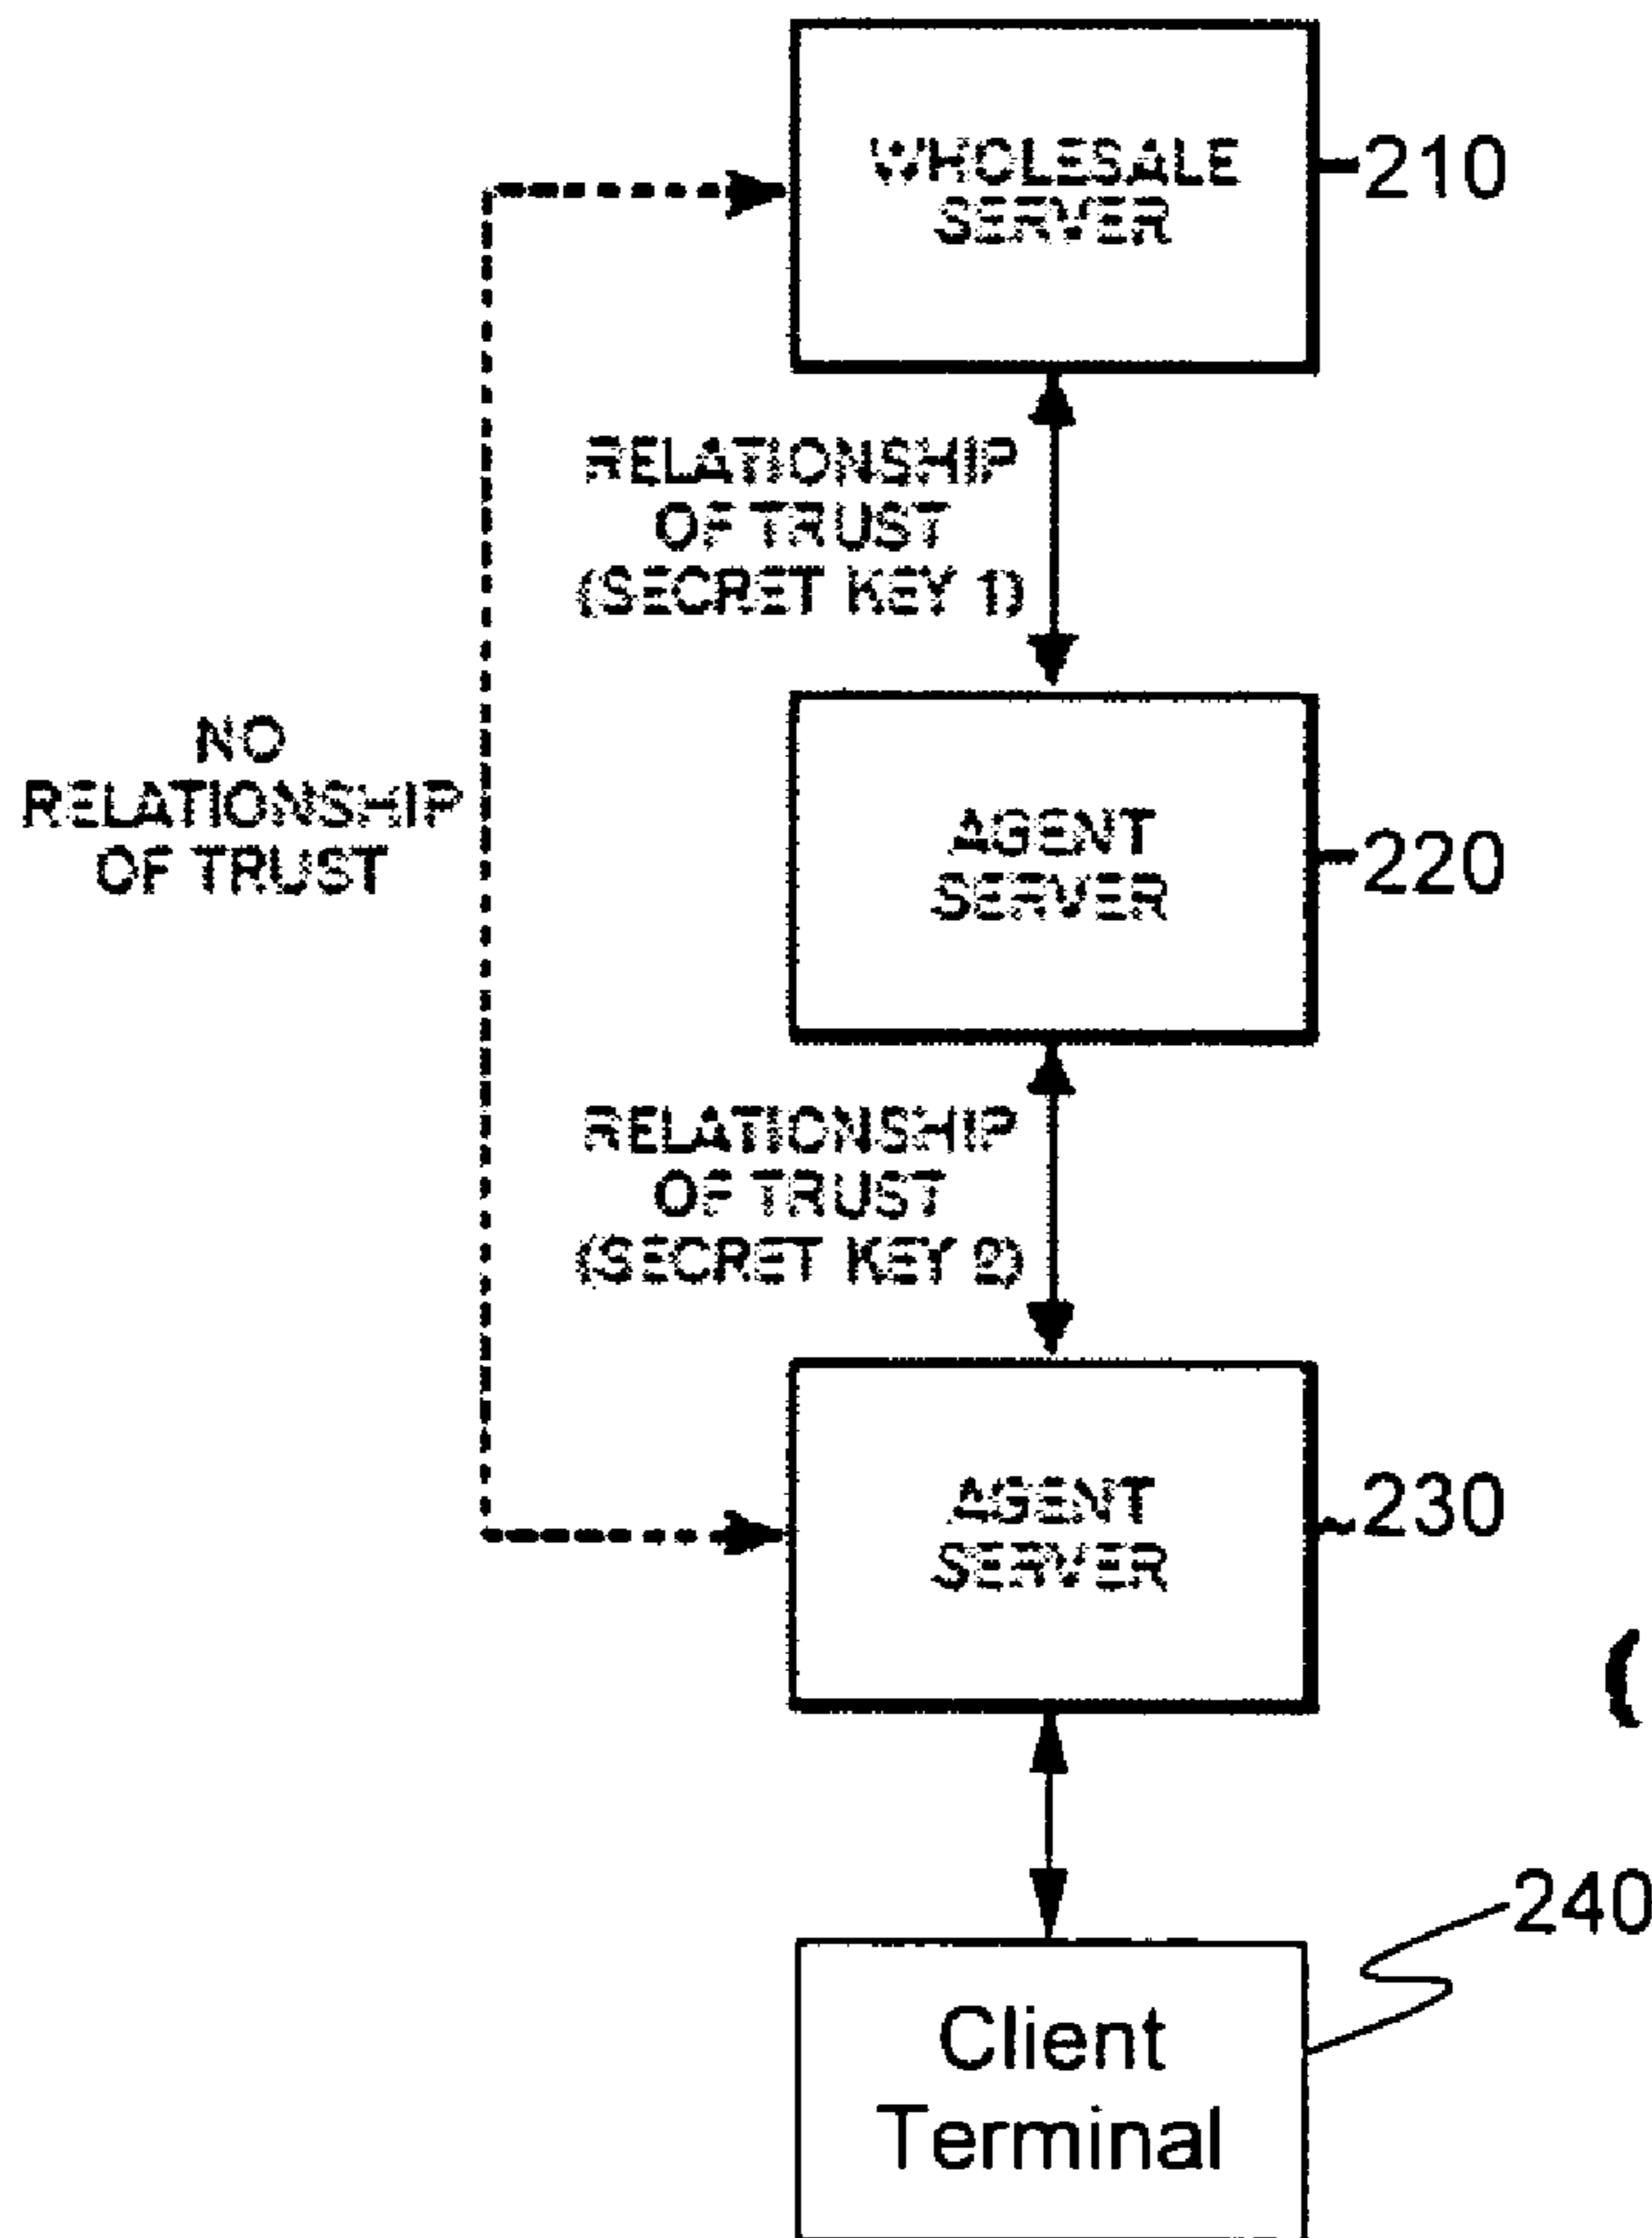 WHOLESALE
SERVER
210
RELATIONSHIP
OF TRUST
(SECRET KEY 1)
NO
RELATIONSHIP
OF TRUST
AGENT
SERVER
220
RELATIONSHIP
OF TRUST
(SECRET KEY 2)
AGENT
SERVER
230
(
240
Client
Terminal